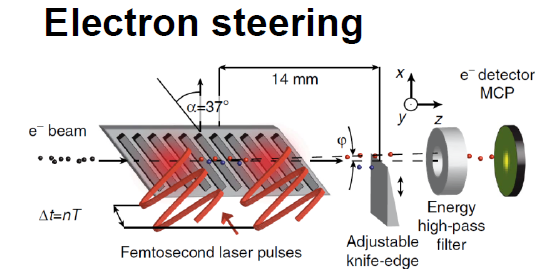 Electron steering
14 mm
α=37°
x
y
z
e⁻ detector
MCP
e⁻ beam
φ
Δt=nT
Femtosecond laser pulses
Adjustable
knife-edge
Energy
high-pass
filter